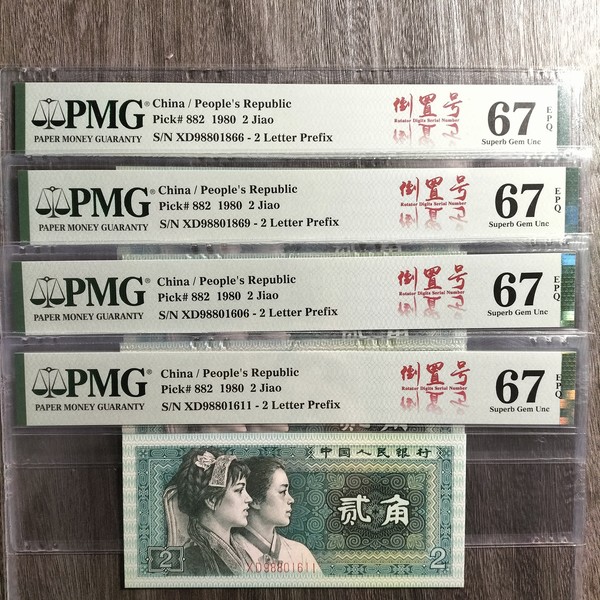 PMG®
PAPER MONEY GUARANTY
China / People's Republic
Pick# 882 1980 2 Jiao
S/N XD98801866 - 2 Letter Prefix
倒置号
Rotator Digits Serial Number
67
EPQ
Superb Gem Unc
PMG®
PAPER MONEY GUARANTY
China / People's Republic
Pick# 882 1980 2 Jiao
S/N XD98801869 - 2 Letter Prefix
倒置号
Rotator Digits Serial Number
67
EPQ
Superb Gem Unc
PMG®
PAPER MONEY GUARANTY
China / People's Republic
Pick# 882 1980 2 Jiao
S/N XD98801606 - 2 Letter Prefix
倒置号
Rotator Digits Serial Number
67
EPQ
Superb Gem Unc
PMG®
PAPER MONEY GUARANTY
China / People's Republic
Pick# 882 1980 2 Jiao
S/N XD98801611 - 2 Letter Prefix
倒置号
Rotator Digits Serial Number
67
EPQ
Superb Gem Unc
中国人民银行
贰角
2
XD98801611
2